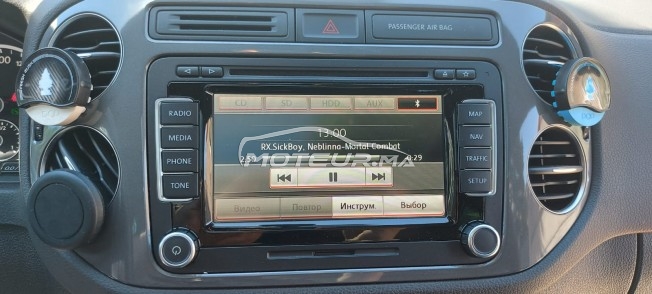 PASSENGER AIR BAG
RADIO
MEDIA
PHONE
TONE
MAP
NAV
TRAFFIC
SETUP
CD SD HDD AUX
13:00
RX.SickBoy, Neblinna-Mortal Combat
2:59 0:29
MOTEUR.MA
Видео Повтор Инструм. Выбор